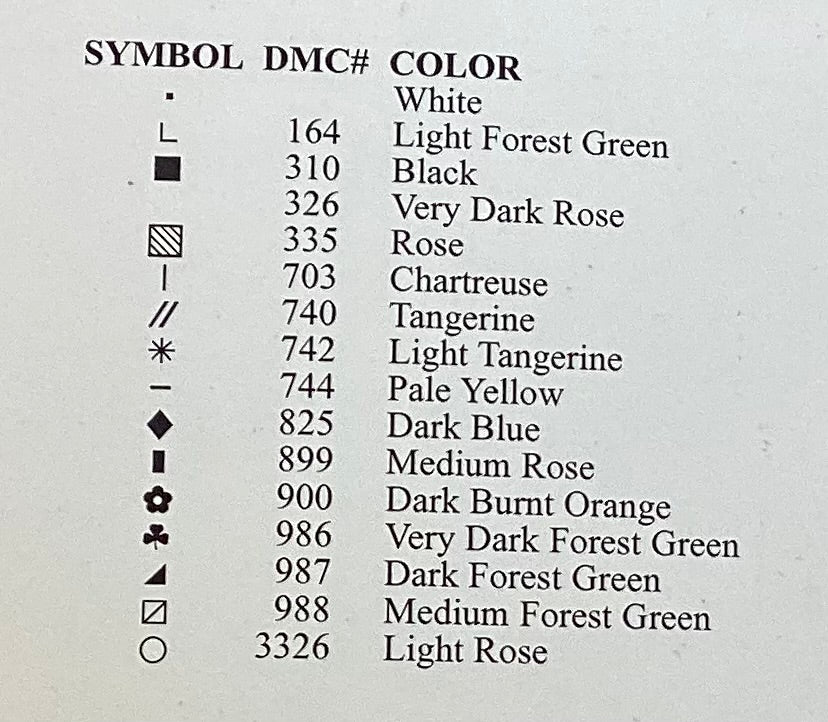 SYMBOL DMC# COLOR
White
L 164 Light Forest Green
310 Black
326 Very Dark Rose
335 Rose
| 703 Chartreuse
// 740 Tangerine
* 742 Light Tangerine
– 744 Pale Yellow
825 Dark Blue
899 Medium Rose
900 Dark Burnt Orange
986 Very Dark Forest Green
987 Dark Forest Green
988 Medium Forest Green
3326 Light Rose